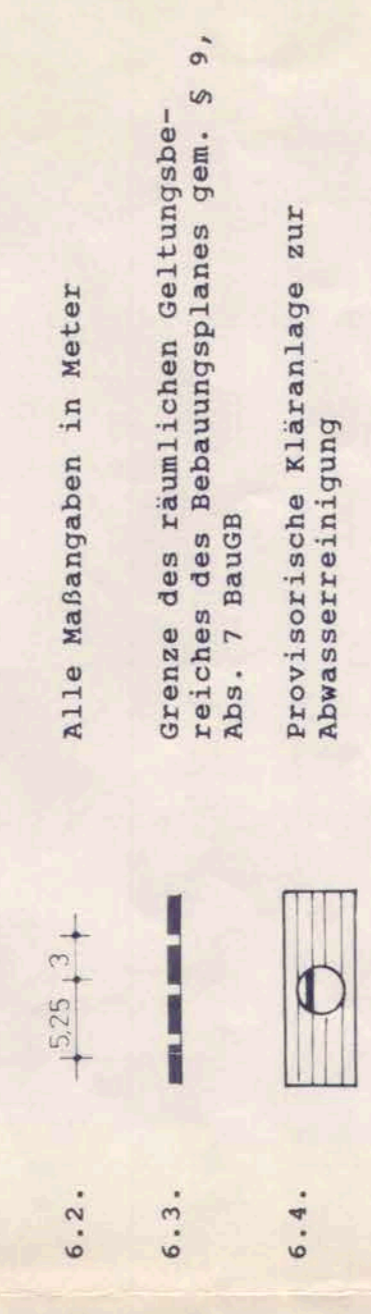 6.2. 5,25 3 Alle Maßangaben in Meter
6.3. Grenze des räumlichen Geltungsbe-
reiches des Bebauungsplanes gem. § 9,
Abs. 7 BauGB
6.4. Provisorische Kläranlage zur
Abwasserreinigung